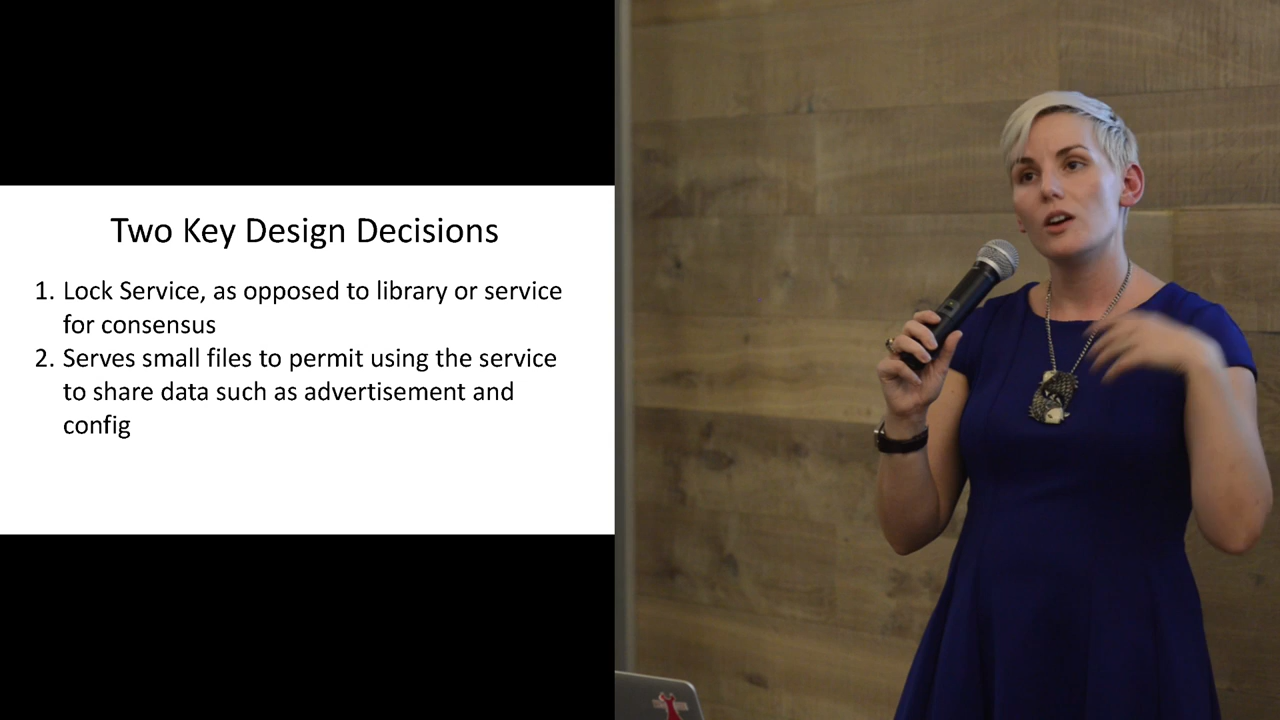 Two Key Design Decisions
1. Lock Service, as opposed to library or service
for consensus
2. Serves small files to permit using the service
to share data such as advertisement and
config